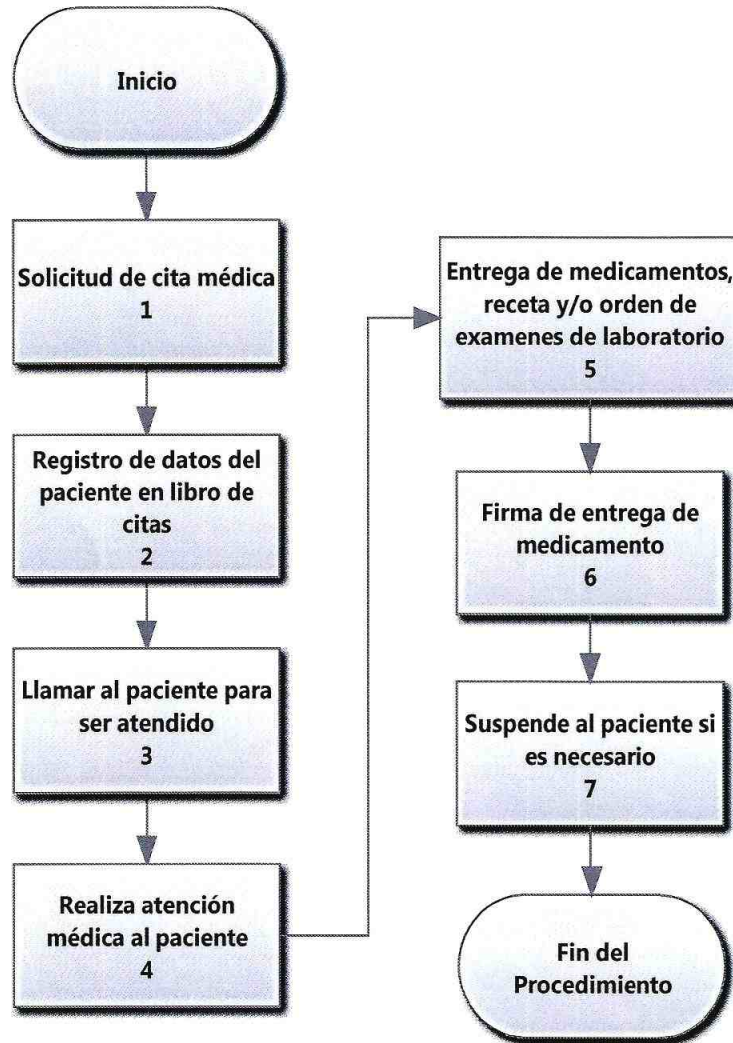 Inicio
Solicitud de cita médica
1
Registro de datos del
paciente en libro de
citas
2
Llamar al paciente para
ser atendido
3
Realiza atención
médica al paciente
4
Entrega de medicamentos,
receta y/o orden de
examenes de laboratorio
5
Firma de entrega de
medicamento
6
Suspende al paciente si
es necesario
7
Fin del
Procedimiento